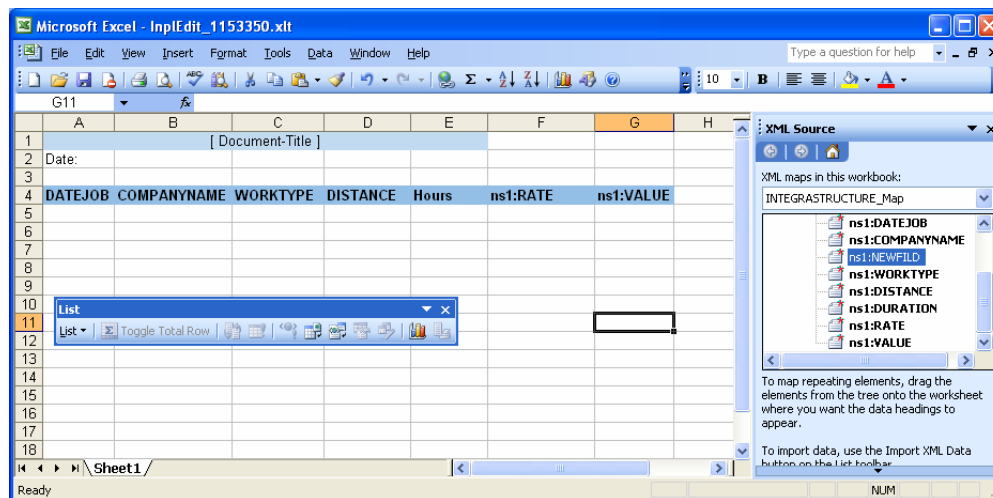 Microsoft Excel - InplEdit_1153350.xlt
File Edit View Insert Format Tools Data Window Help Type a question for help
10 B A
G11 fx
A B C D E F G H
1 [ Document-Title ]
2 Date:
3
4 DATEJOB COMPANYNAME WORKTYPE DISTANCE Hours ns1:RATE ns1:VALUE
5
6
7
8
9
10
11
12
13
14
15
16
17
18
List
List Toggle Total Row
Sheet1
Ready NUM
XML Source
XML maps in this workbook:
INTEGRASTRUCTURE_Map
ns1:DATEJOB
ns1:COMPANYNAME
ns1:NEWFILD
ns1:WORKTYPE
ns1:DISTANCE
ns1:DURATION
ns1:RATE
ns1:VALUE
To map repeating elements, drag the
elements from the tree onto the worksheet
where you want the data headings to
appear.
To import data, use the Import XML Data
button on the List toolbar.